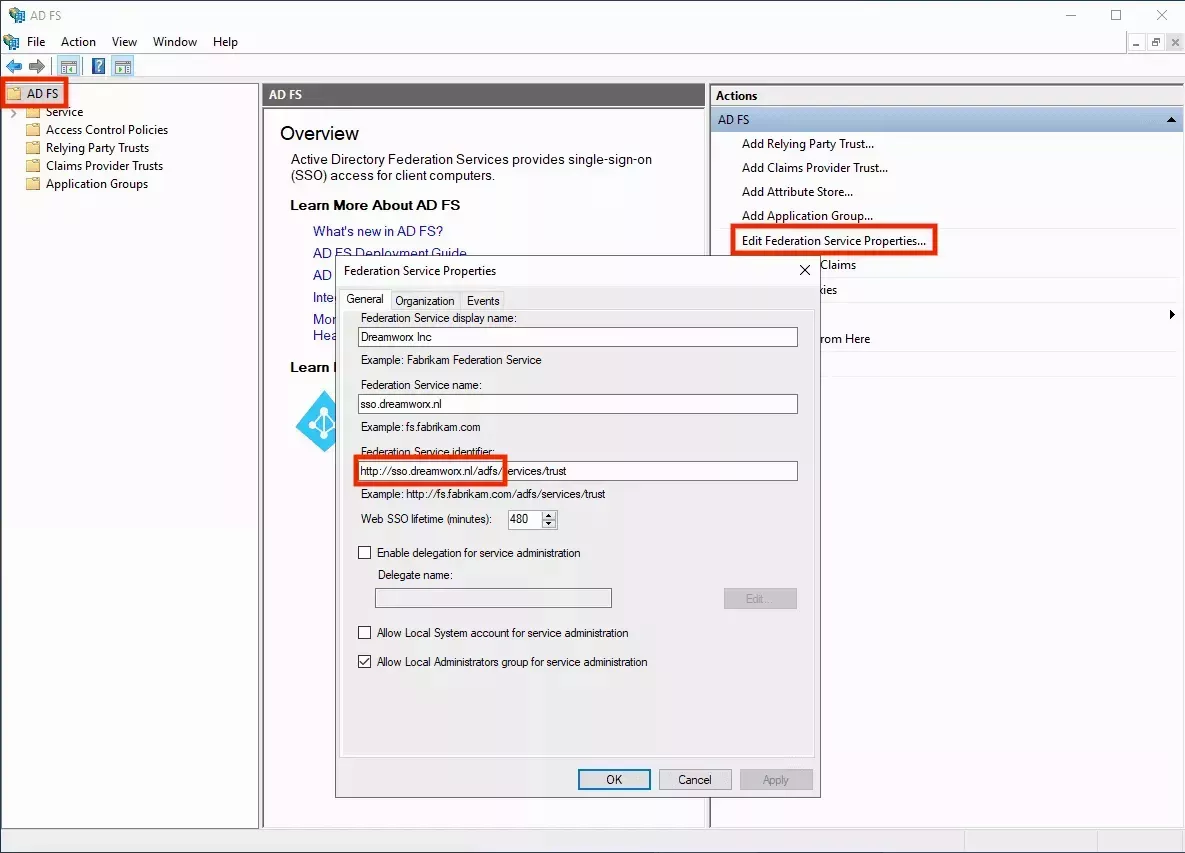 AD FS
File Action View Window Help
AD FS
Service
Access Control Policies
Relying Party Trusts
Claims Provider Trusts
Application Groups
AD FS
Overview
Active Directory Federation Services provides single-sign-on
(SSO) access for client computers.
Learn More About AD FS
What's new in AD FS?
AD FS Deployment Guide
AD
Learn
Actions
AD FS
Add Relying Party Trust...
Add Claims Provider Trust...
Add Attribute Store...
Add Application Group...
Edit Federation Service Properties...
Claims
rom Here
Federation Service Properties
General Organization Events
Federation Service display name:
Dreamworx Inc
Example: Fabrikam Federation Service
Federation Service name:
sso.dreamworx.nl
Example: fs.fabrikam.com
Federation Service identifier:
http://sso.dreamworx.nl/adfs/services/trust
Example: http://fs.fabrikam.com/adfs/services/trust
Web SSO lifetime (minutes): 480
Enable delegation for service administration
Delegate name:
Edit...
Allow Local System account for service administration
Allow Local Administrators group for service administration
OK Cancel Apply